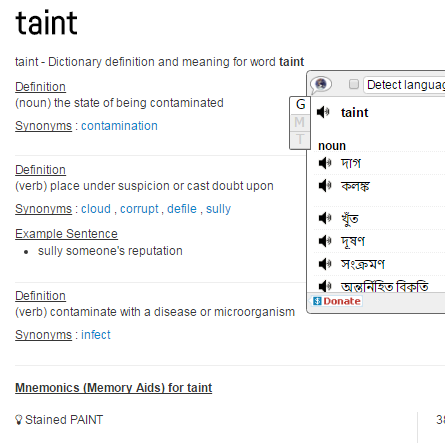 taint
taint - Dictionary definition and meaning for word taint
Definition
(noun) the state of being contaminated
Synonyms : contamination
Definition
(verb) place under suspicion or cast doubt upon
Synonyms : cloud , corrupt , defile , sully
Example Sentence
sully someone's reputation
Definition
(verb) contaminate with a disease or microorganism
Synonyms : infect
Mnemonics (Memory Aids) for taint
Stained PAINT
38
Detect languag
G
M
T
taint
noun
দাগ
কলঙ্ক
খুঁত
দূষণ
সংক্রমণ
অন্তর্নিহিত বিকৃতি
Donate